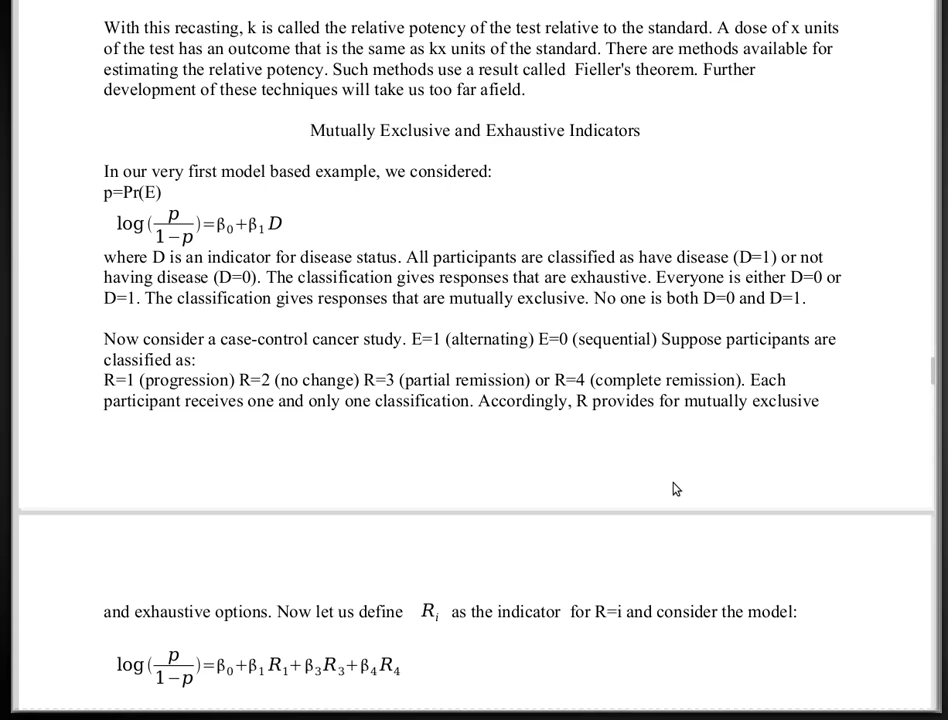 With this recasting, k is called the relative potency of the test relative to the standard. A dose of x units
of the test has an outcome that is the same as kx units of the standard. There are methods available for
estimating the relative potency. Such methods use a result called Fieller's theorem. Further
development of these techniques will take us too far afield.
Mutually Exclusive and Exhaustive Indicators
In our very first model based example, we considered:
p=Pr(E)
log(p/(1−p))=β₀+β₁D
where D is an indicator for disease status. All participants are classified as have disease (D=1) or not
having disease (D=0). The classification gives responses that are exhaustive. Everyone is either D=0 or
D=1. The classification gives responses that are mutually exclusive. No one is both D=0 and D=1.
Now consider a case-control cancer study. E=1 (alternating) E=0 (sequential) Suppose participants are
classified as:
R=1 (progression) R=2 (no change) R=3 (partial remission) or R=4 (complete remission). Each
participant receives one and only one classification. Accordingly, R provides for mutually exclusive
and exhaustive options. Now let us define Rᵢ as the indicator for R=i and consider the model:
log(p/(1−p))=β₀+β₁R₁+β₃R₃+β₄R₄